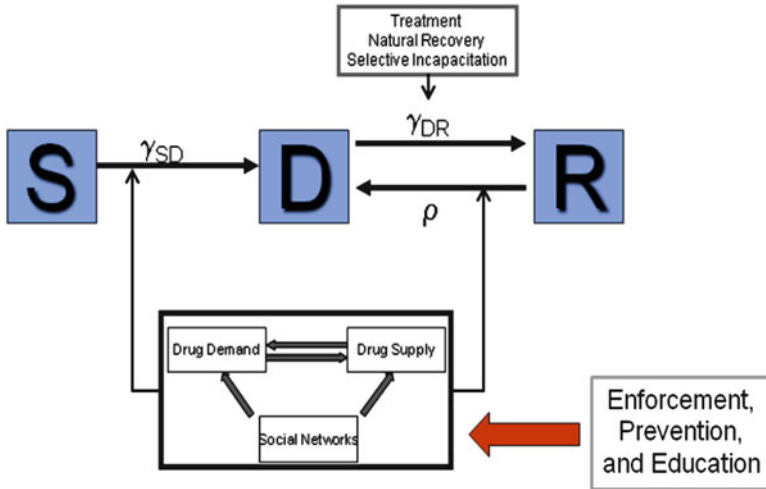 Treatment
Natural Recovery
Selective Incapacitation
S
γSD
D
γDR
R
ρ
Drug Demand
Drug Supply
Social Networks
Enforcement,
Prevention,
and Education